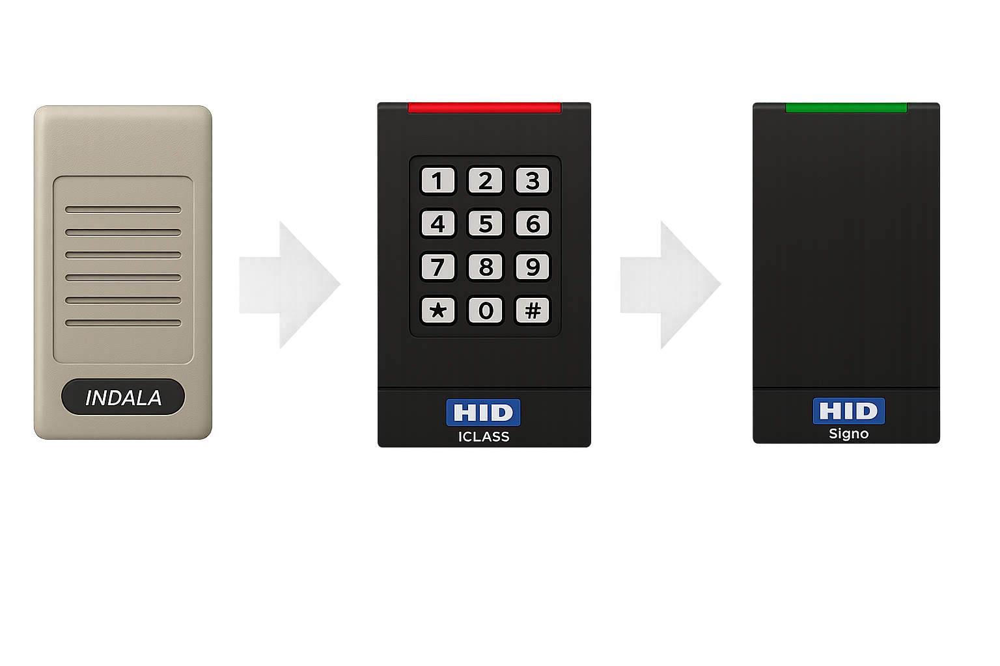 INDALA
1 2 3
4 5 6
7 8 9
★ 0 #
HID
ICLASS
HID
Signo